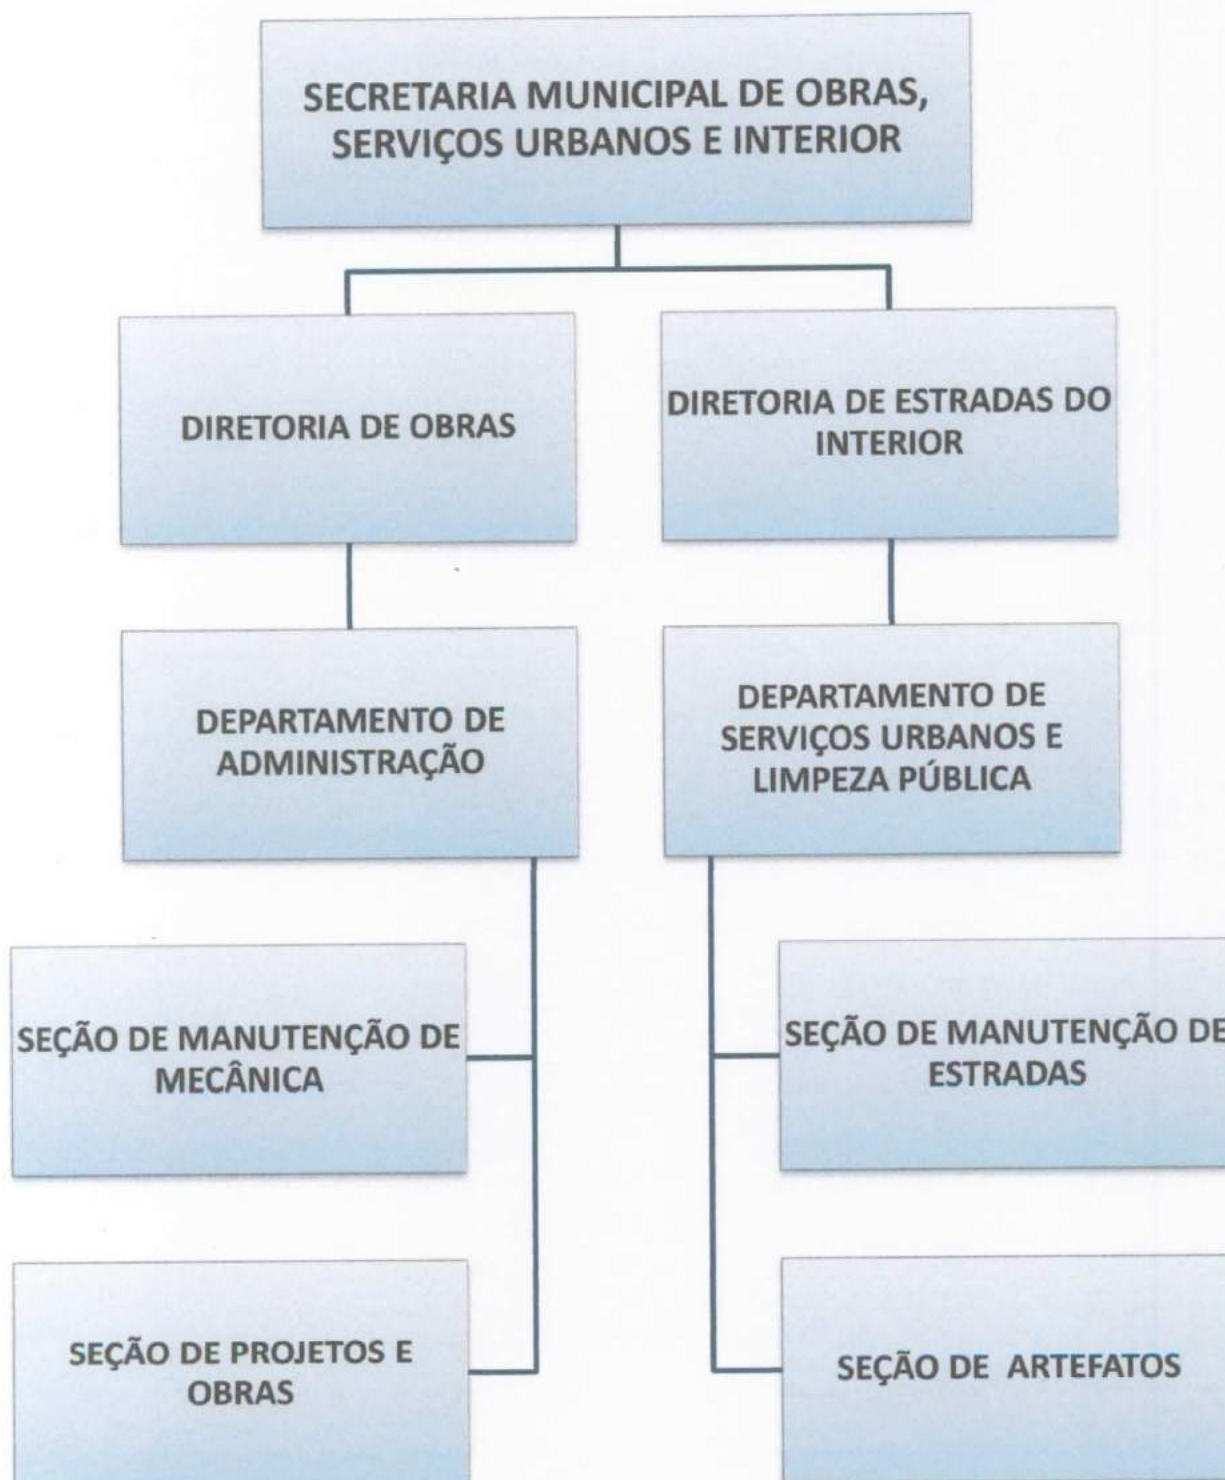 SECRETARIA MUNICIPAL DE OBRAS,
SERVIÇOS URBANOS E INTERIOR
DIRETORIA DE OBRAS
DIRETORIA DE ESTRADAS DO
INTERIOR
DEPARTAMENTO DE
ADMINISTRAÇÃO
DEPARTAMENTO DE
SERVIÇOS URBANOS E
LIMPEZA PÚBLICA
SEÇÃO DE MANUTENÇÃO DE
MECÂNICA
SEÇÃO DE MANUTENÇÃO DE
ESTRADAS
SEÇÃO DE PROJETOS E
OBRAS
SEÇÃO DE ARTEFATOS